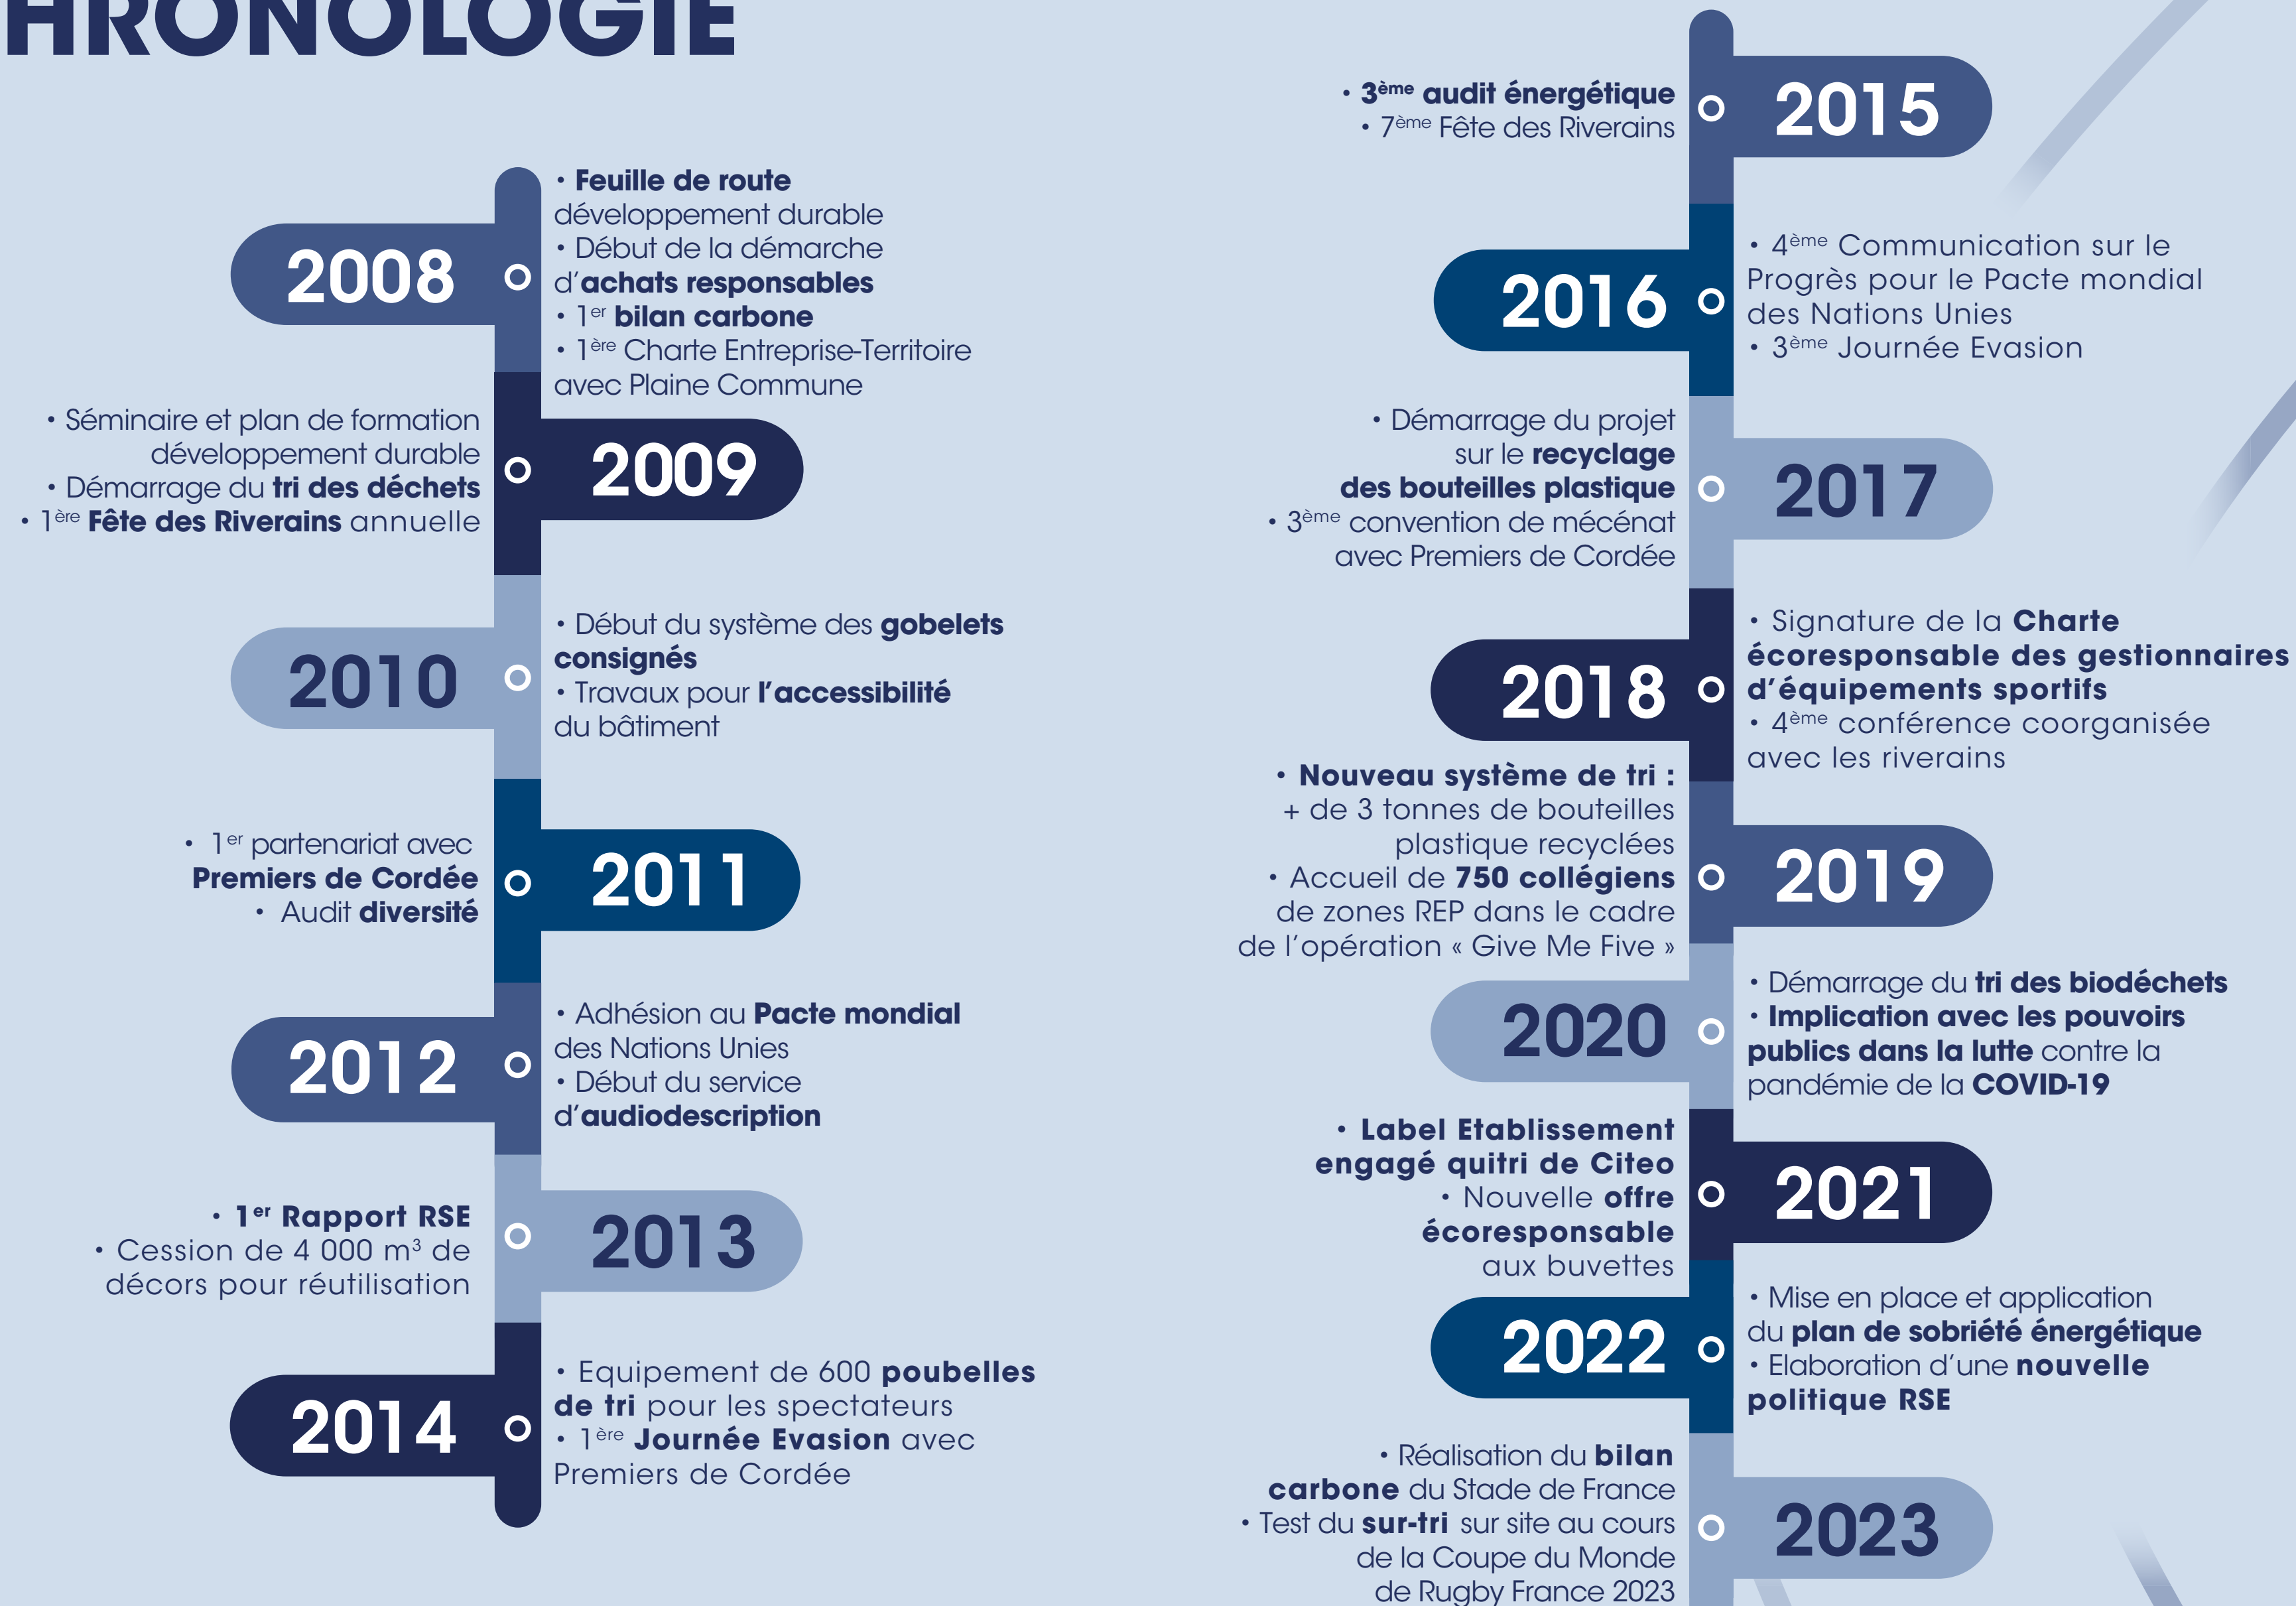 HRONOLOGIE
2008
• Feuille de route
développement durable
• Début de la démarche
d’achats responsables
• 1er bilan carbone
• 1ère Charte Entreprise-Territoire
avec Plaine Commune
• Séminaire et plan de formation
développement durable
• Démarrage du tri des déchets
• 1ère Fête des Riverains annuelle
2009
2010
• Début du système des gobelets
consignés
• Travaux pour l’accessibilité
du bâtiment
• 1er partenariat avec
Premiers de Cordée
• Audit diversité
2011
2012
• Adhésion au Pacte mondial
des Nations Unies
• Début du service
d’audiodescription
• 1er Rapport RSE
• Cession de 4 000 m³ de
décors pour réutilisation
2013
2014
• Equipement de 600 poubelles
de tri pour les spectateurs
• 1ère Journée Evasion avec
Premiers de Cordée
• 3ème audit énergétique
• 7ème Fête des Riverains
2015
2016
• 4ème Communication sur le
Progrès pour le Pacte mondial
des Nations Unies
• 3ème Journée Evasion
• Démarrage du projet
sur le recyclage
des bouteilles plastique
• 3ème convention de mécénat
avec Premiers de Cordée
2017
2018
• Signature de la Charte
écoresponsable des gestionnaires
d’équipements sportifs
• 4ème conférence coorganisée
avec les riverains
• Nouveau système de tri :
+ de 3 tonnes de bouteilles
plastique recyclées
• Accueil de 750 collégiens
de zones REP dans le cadre
de l’opération « Give Me Five »
2019
2020
• Démarrage du tri des biodéchets
• Implication avec les pouvoirs
publics dans la lutte contre la
pandémie de la COVID-19
• Label Etablissement
engagé quitri de Citeo
• Nouvelle offre
écoresponsable
aux buvettes
2021
2022
• Mise en place et application
du plan de sobriété énergétique
• Elaboration d’une nouvelle
politique RSE
• Réalisation du bilan
carbone du Stade de France
• Test du sur-tri sur site au cours
de la Coupe du Monde
de Rugby France 2023
2023